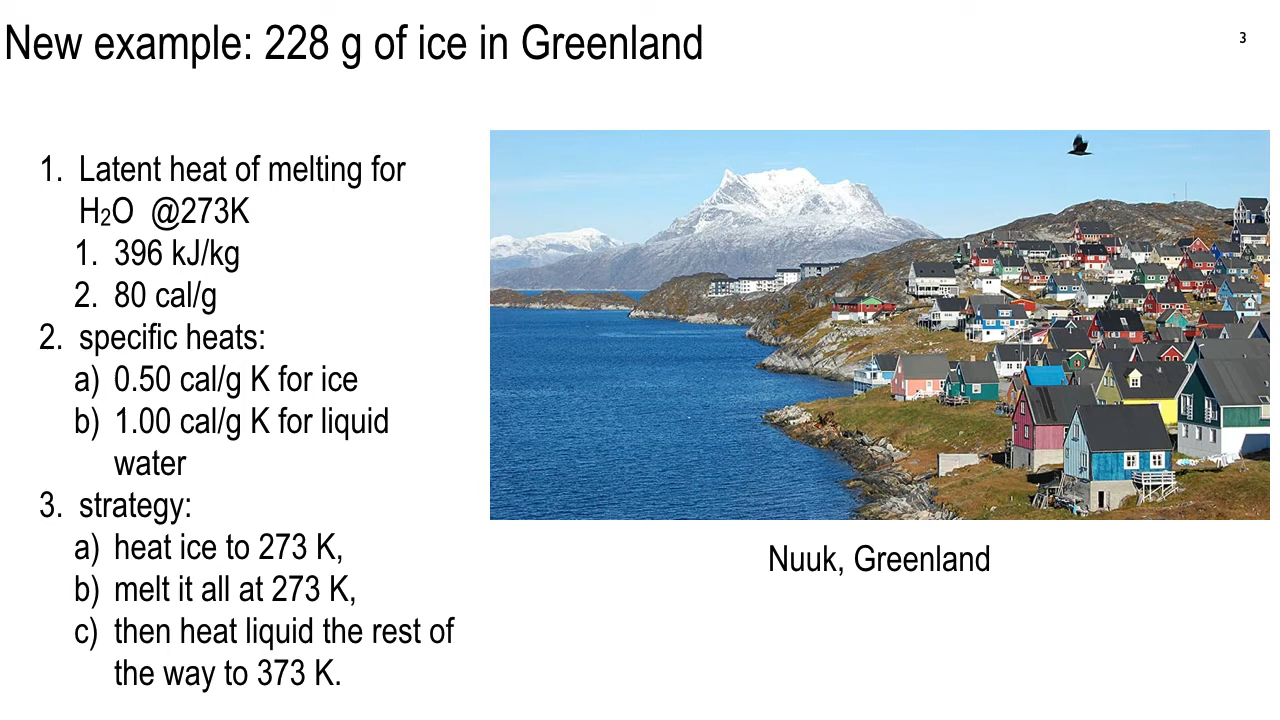 New example: 228 g of ice in Greenland
3
1. Latent heat of melting for
H₂O @273K
1. 396 kJ/kg
2. 80 cal/g
2. specific heats:
a) 0.50 cal/g K for ice
b) 1.00 cal/g K for liquid
water
3. strategy:
a) heat ice to 273 K,
b) melt it all at 273 K,
c) then heat liquid the rest of
the way to 373 K.
Nuuk, Greenland